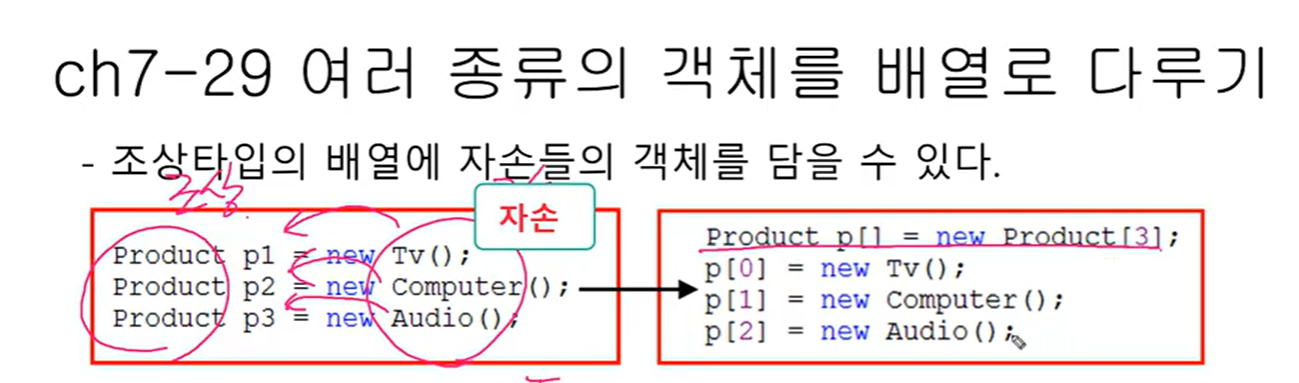 ch7-29 여러 종류의 객체를 배열로 다루기
- 조상타입의 배열에 자손들의 객체를 담을 수 있다.
조상
자손
Product p1 = new Tv();
Product p2 = new Computer();
Product p3 = new Audio();
Product p[] = new Product[3];
p[0] = new Tv();
p[1] = new Computer();
p[2] = new Audio();